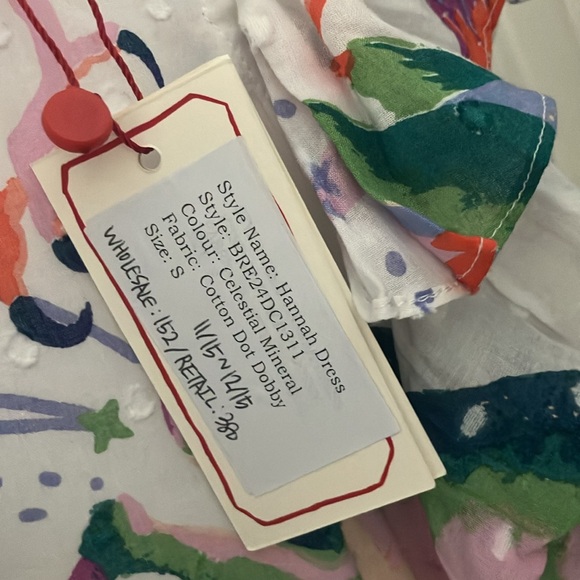 Style Name: Hannah Dress
Style: BRE24DC1311
Colour: Celestial Mineral
Fabric: Cotton Dot Dobby
Size: S
11/15 ~ 12/15
WHOLESALE: 152 / RETAIL: 380